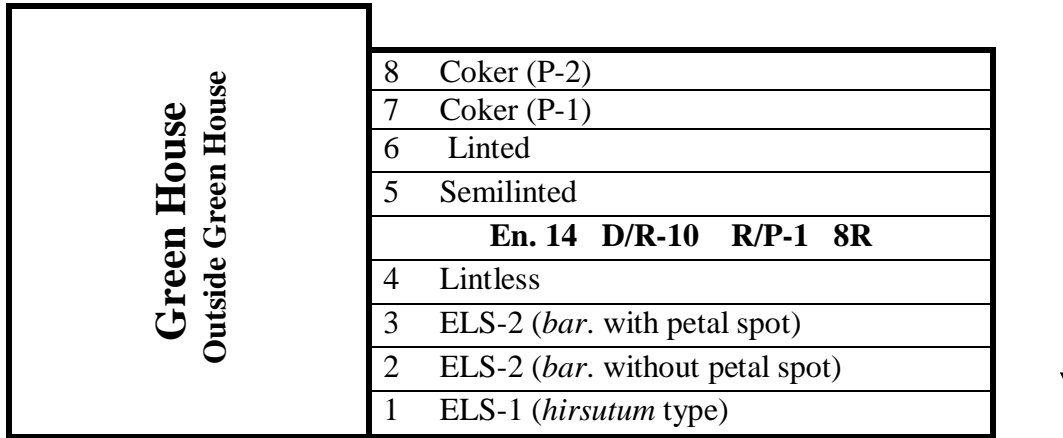 Green House
Outside Green House
8 Coker (P-2)
7 Coker (P-1)
6 Linted
5 Semilinted
En. 14 D/R-10 R/P-1 8R
4 Lintless
3 ELS-2 (bar. with petal spot)
2 ELS-2 (bar. without petal spot)
1 ELS-1 (hirsutum type)